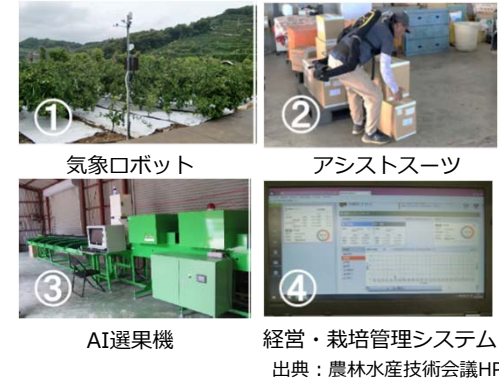 ①
②
気象ロボット
アシストスーツ
③
④
AI選果機
経営・栽培管理システム
出典：農林水産技術会議HP